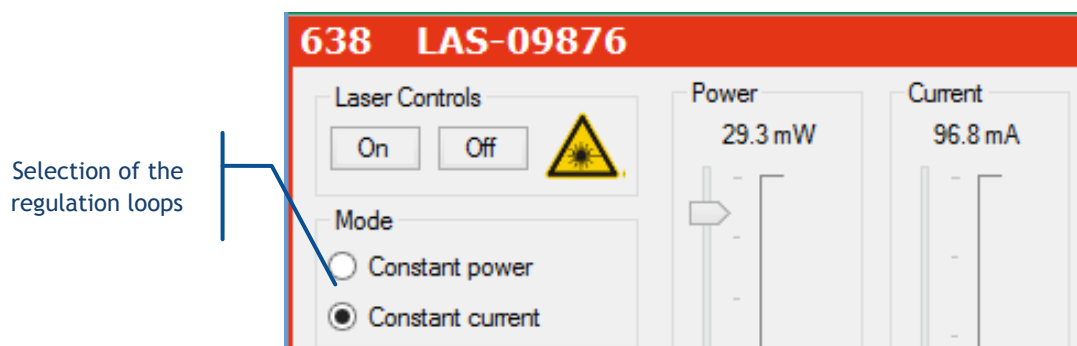 638 LAS-09876
Laser Controls
On Off
Power
29.3 mW
Current
96.8 mA
Selection of the
regulation loops
Mode
Constant power
Constant current